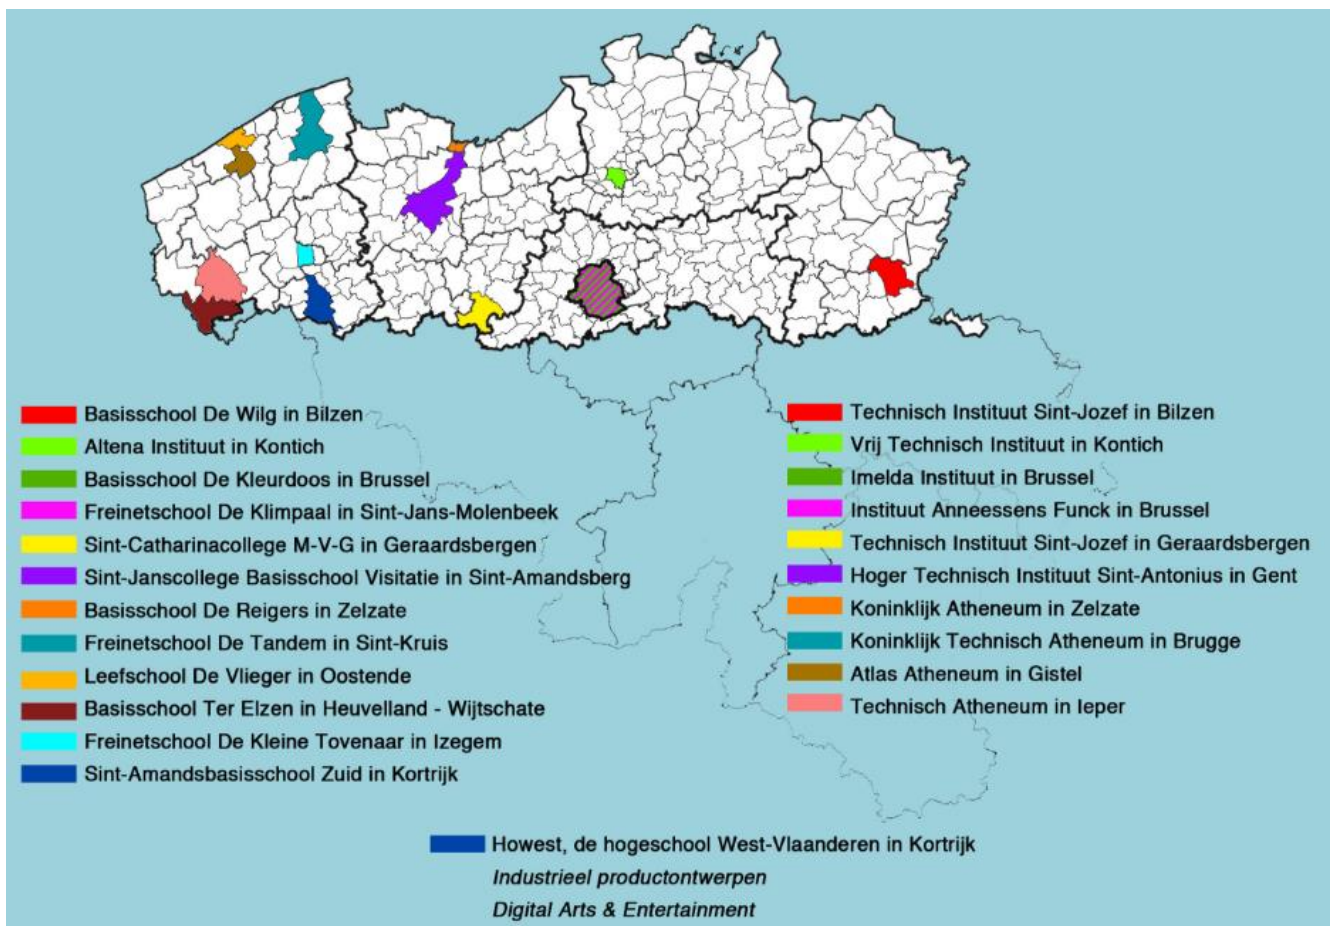 Basisschool De Wilg in Bilzen
Altena Instituut in Kontich
Basisschool De Kleurdoos in Brussel
Freinetschool De Klimpaal in Sint-Jans-Molenbeek
Sint-Catharinacollege M-V-G in Geraardsbergen
Sint-Janscollege Basisschool Visitatie in Sint-Amandsberg
Basisschool De Reigers in Zelzate
Freinetschool De Tandem in Sint-Kruis
Leefschool De Vlieger in Oostende
Basisschool Ter Elzen in Heuvelland - Wijtschate
Freinetschool De Kleine Tovenaar in Izegem
Sint-Amandsbasisschool Zuid in Kortrijk
Technisch Instituut Sint-Jozef in Bilzen
Vrij Technisch Instituut in Kontich
Imelda Instituut in Brussel
Instituut Anneessens Funck in Brussel
Technisch Instituut Sint-Jozef in Geraardsbergen
Hoger Technisch Instituut Sint-Antonius in Gent
Koninklijk Atheneum in Zelzate
Koninklijk Technisch Atheneum in Brugge
Atlas Atheneum in Gistel
Technisch Atheneum in Ieper
Howest, de hogeschool West-Vlaanderen in Kortrijk
Industrieel productontwerpen
Digital Arts & Entertainment